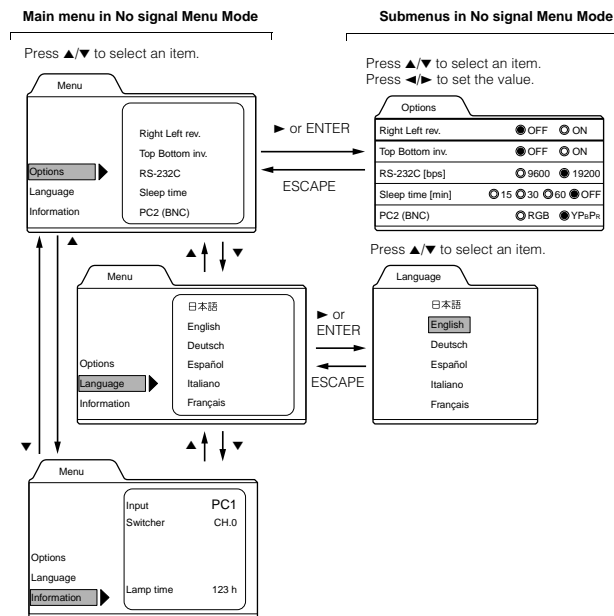 Main menu in No signal Menu Mode
Submenus in No signal Menu Mode
Press ▲/▼ to select an item.
Menu
Right Left rev.
Top Bottom inv.
Options
RS-232C
Language
Sleep time
Information
PC2 (BNC)
► or ENTER
ESCAPE
Press ▲/▼ to select an item.
Press ◄/► to set the value.
Options
Right Left rev. OFF ON
Top Bottom inv. OFF ON
RS-232C [bps] 9600 19200
Sleep time [min] 15 30 60 OFF
PC2 (BNC) RGB YPBPR
▲
▲ ▼
Menu
日本語
English
Deutsch
Options
Español
Language
Italiano
Information
Français
► or
ENTER
ESCAPE
Press ▲/▼ to select an item.
Language
日本語
English
Deutsch
Español
Italiano
Français
▼
▲ ▼
Menu
Input PC1
Switcher CH.0
Options
Language
Information
Lamp time 123 h